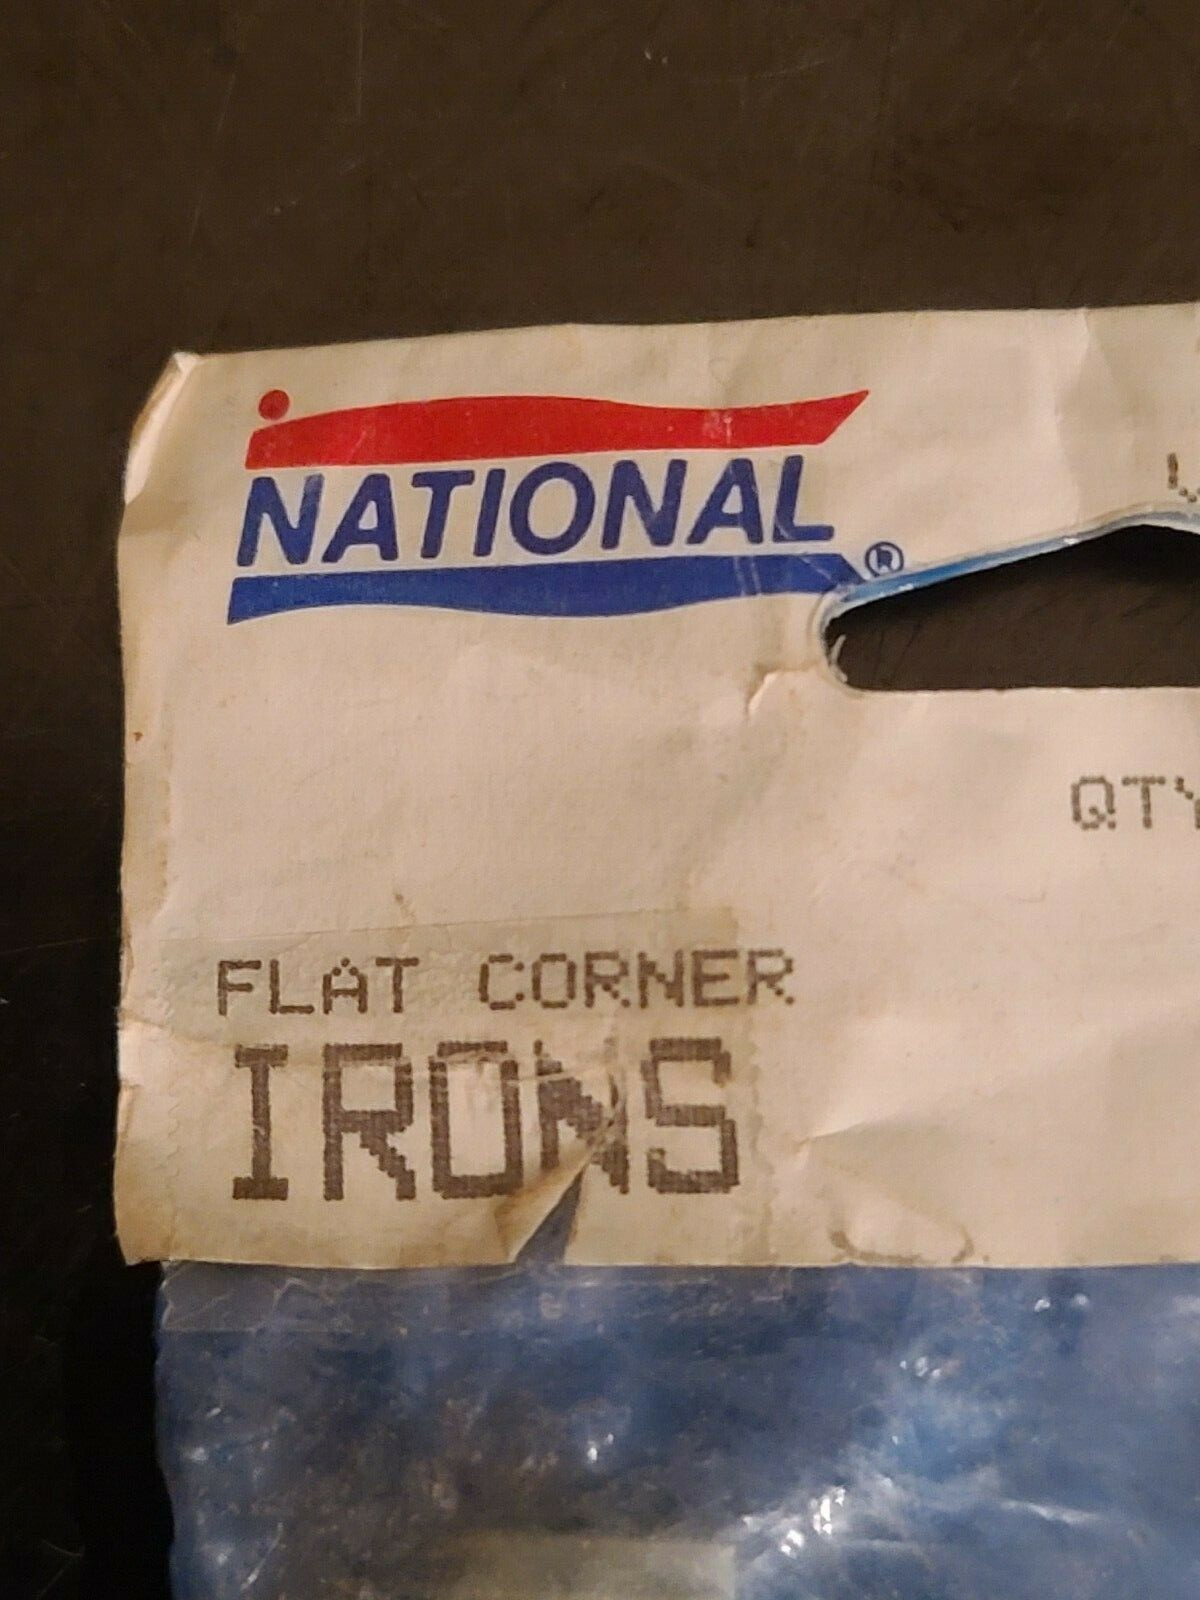 NATIONAL®
QTY
FLAT CORNER
IRONS